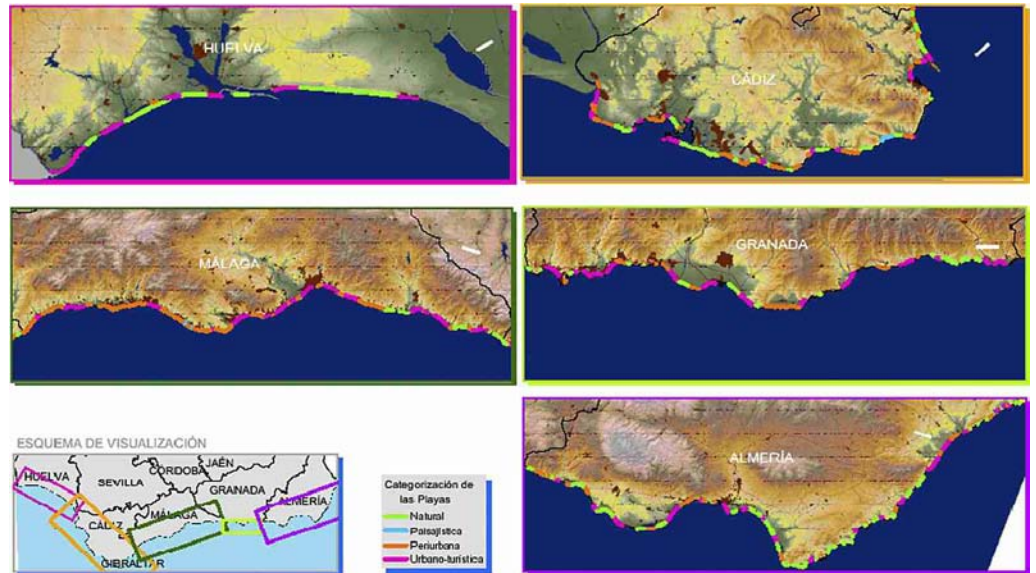 HUELVA
CÁDIZ
MÁLAGA
GRANADA
ALMERÍA
ESQUEMA DE VISUALIZACIÓN
HUELVA
SEVILLA
CÓRDOBA
JAÉN
GRANADA
ALMERÍA
MÁLAGA
CÁDIZ
GIBRALTAR
Categorización de
las Playas
Natural
Paisajística
Periurbana
Urbano-turística